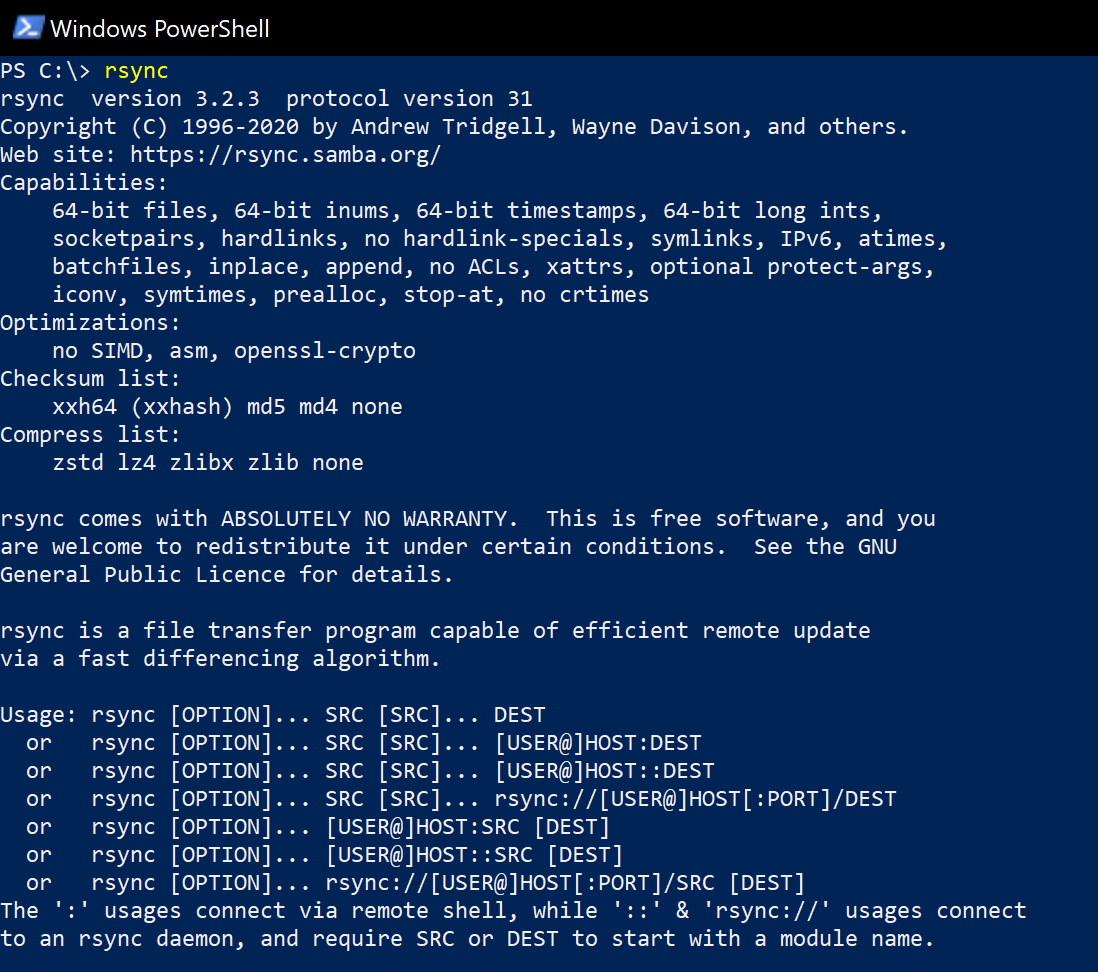 Windows PowerShell
PS C:\> rsync
rsync  version 3.2.3  protocol version 31
Copyright (C) 1996-2020 by Andrew Tridgell, Wayne Davison, and others.
Web site: https://rsync.samba.org/
Capabilities:
    64-bit files, 64-bit inums, 64-bit timestamps, 64-bit long ints,
    socketpairs, hardlinks, no hardlink-specials, symlinks, IPv6, atimes,
    batchfiles, inplace, append, no ACLs, xattrs, optional protect-args,
    iconv, symtimes, prealloc, stop-at, no crtimes
Optimizations:
    no SIMD, asm, openssl-crypto
Checksum list:
    xxh64 (xxhash) md5 md4 none
Compress list:
    zstd lz4 zlibx zlib none

rsync comes with ABSOLUTELY NO WARRANTY.  This is free software, and you
are welcome to redistribute it under certain conditions.  See the GNU
General Public Licence for details.

rsync is a file transfer program capable of efficient remote update
via a fast differencing algorithm.

Usage: rsync [OPTION]... SRC [SRC]... DEST
  or   rsync [OPTION]... SRC [SRC]... [USER@]HOST:DEST
  or   rsync [OPTION]... SRC [SRC]... [USER@]HOST::DEST
  or   rsync [OPTION]... SRC [SRC]... rsync://[USER@]HOST[:PORT]/DEST
  or   rsync [OPTION]... [USER@]HOST:SRC [DEST]
  or   rsync [OPTION]... [USER@]HOST::SRC [DEST]
  or   rsync [OPTION]... rsync://[USER@]HOST[:PORT]/SRC [DEST]
The ':' usages connect via remote shell, while '::' & 'rsync://' usages connect
to an rsync daemon, and require SRC or DEST to start with a module name.